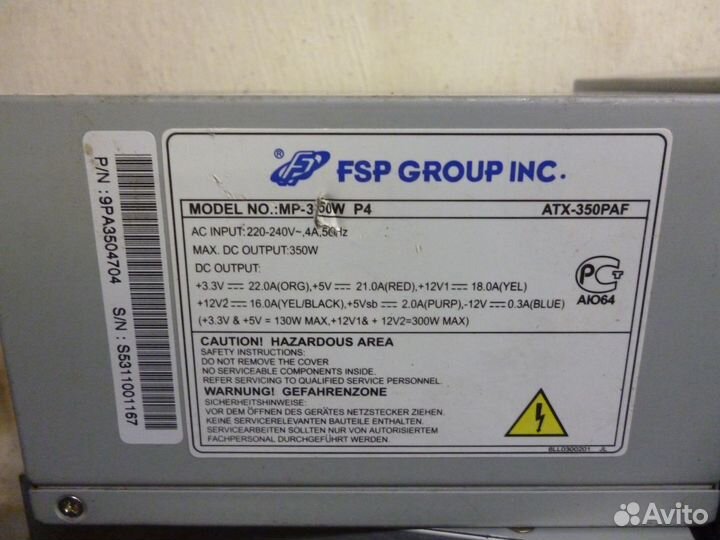 P/N : 9PA3504704
S/N : S5311001167
® FSP GROUP INC.
MODEL NO.:MP-350W P4 ATX-350PAF
AC INPUT: 220-240V~,4A,50Hz
MAX. DC OUTPUT:350W
DC OUTPUT:
+3.3V ⎓ 22.0A(ORG),+5V ⎓ 21.0A(RED),+12V1 ⎓ 18.0A(YEL)
+12V2 ⎓ 16.0A(YEL/BLACK),+5Vsb ⎓ 2.0A(PURP),-12V ⎓ 0.3A(BLUE)
(+3.3V & +5V = 130W MAX,+12V1& + 12V2=300W MAX)
РСТ
АЮ64
CAUTION! HAZARDOUS AREA
SAFETY INSTRUCTIONS:
DO NOT REMOVE THE COVER
NO SERVICEABLE COMPONENTS INSIDE.
REFER SERVICING TO QUALIFIED SERVICE PERSONNEL.
WARNUNG! GEFAHRENZONE
SICHERHEITSHINWEISE:
VOR DEM ÖFFNEN DES GERÄTES NETZSTECKER ZIEHEN.
KEINE SERVICERELEVANTEN BAUTEILE ENTHALTEN.
SERVICEARBEITEN SOLLTEN NUR VON AUTORISIERTEM
FACHPERSONAL DURCHGEFÜHRT WERDEN.
BLL0300201 JL
Avito